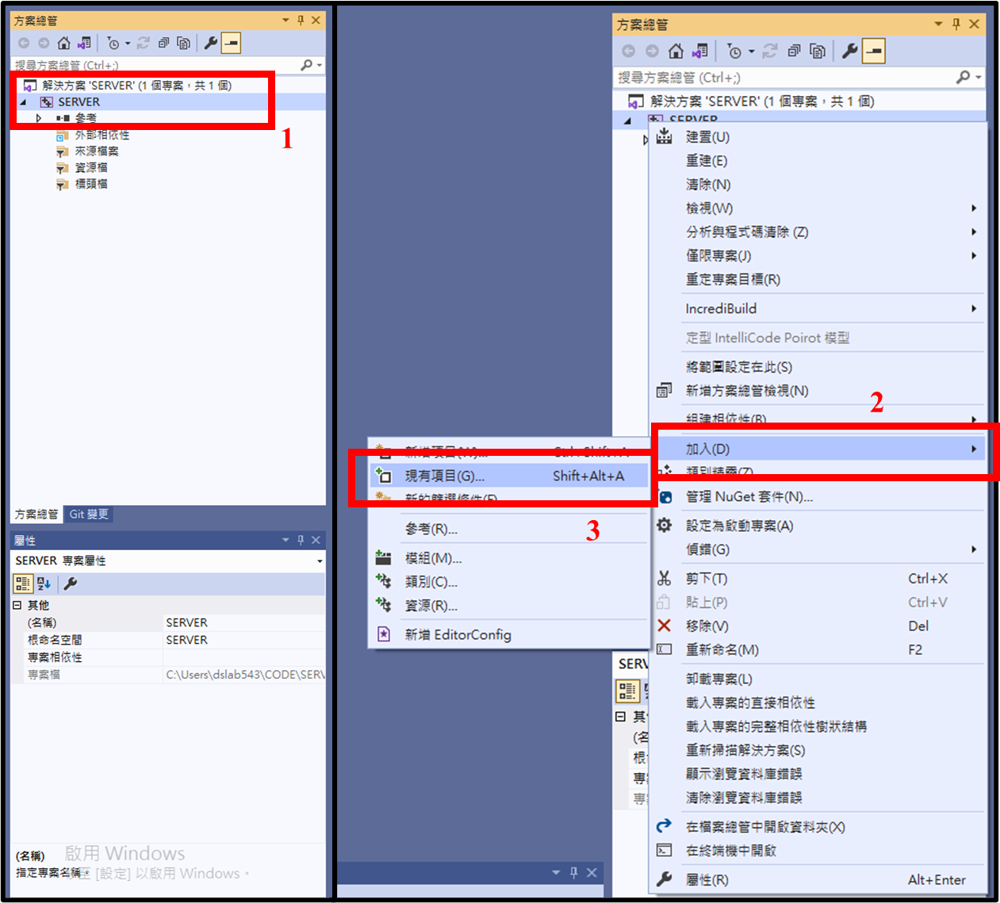 方案總管
搜尋方案總管 (Ctrl+;)
解決方案 'SERVER' (1 個專案，共 1 個)
SERVER
參考
外部相依性
來源檔案
資源檔
標頭檔
1
方案總管
Git 變更
屬性
SERVER 專案屬性
其他
(名稱)
SERVER
根命名空間
SERVER
專案相依性
專案檔
C:\Users\dslab543\CODE\SERV
(名稱)
指定專案名稱。
啟用 Windows
移至 [設定] 以啟用 Windows。
方案總管
搜尋方案總管 (Ctrl+;)
解決方案 'SERVER' (1 個專案，共 1 個)
SERVER
建置(U)
重建(E)
清除(N)
檢視(W)
分析與程式碼清除 (Z)
僅限專案(J)
重定專案目標(R)
IncrediBuild
定型 IntelliCode Poirot 模型
將範圍設定在此(S)
新增方案總管檢視(N)
2
組建相依性(B)
加入(D)
類別精靈(Z)
管理 NuGet 套件(N)...
設定為啟動專案(A)
偵錯(G)
剪下(T) Ctrl+X
貼上(P) Ctrl+V
移除(V) Del
重新命名(M) F2
卸載專案(L)
載入專案的直接相依性
載入專案的完整相依性樹狀結構
重新掃描解決方案(S)
顯示瀏覽資料庫錯誤
清除瀏覽資料庫錯誤
在檔案總管中開啟資料夾(X)
在終端機中開啟
屬性(R) Alt+Enter
新增項目(W)... Ctrl+Shift+A
現有項目(G)... Shift+Alt+A
新的篩選條件(F)
3
參考(R)...
模組(M)...
類別(C)...
資源(R)...
新增 EditorConfig
SERV
其
(名
根
專
專